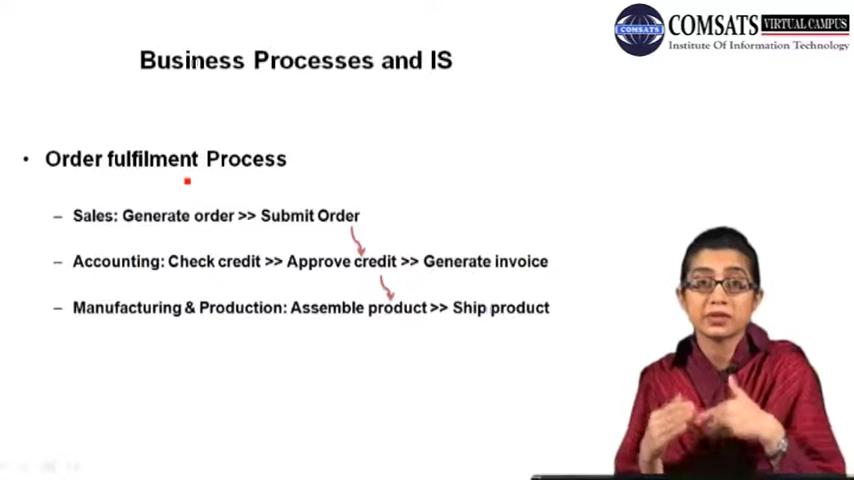 COMSATS VIRTUAL CAMPUS
COMSATS
Institute Of Information Technology
Business Processes and IS
• Order fulfilment Process
– Sales: Generate order >> Submit Order
– Accounting: Check credit >> Approve credit >> Generate invoice
– Manufacturing & Production: Assemble product >> Ship product